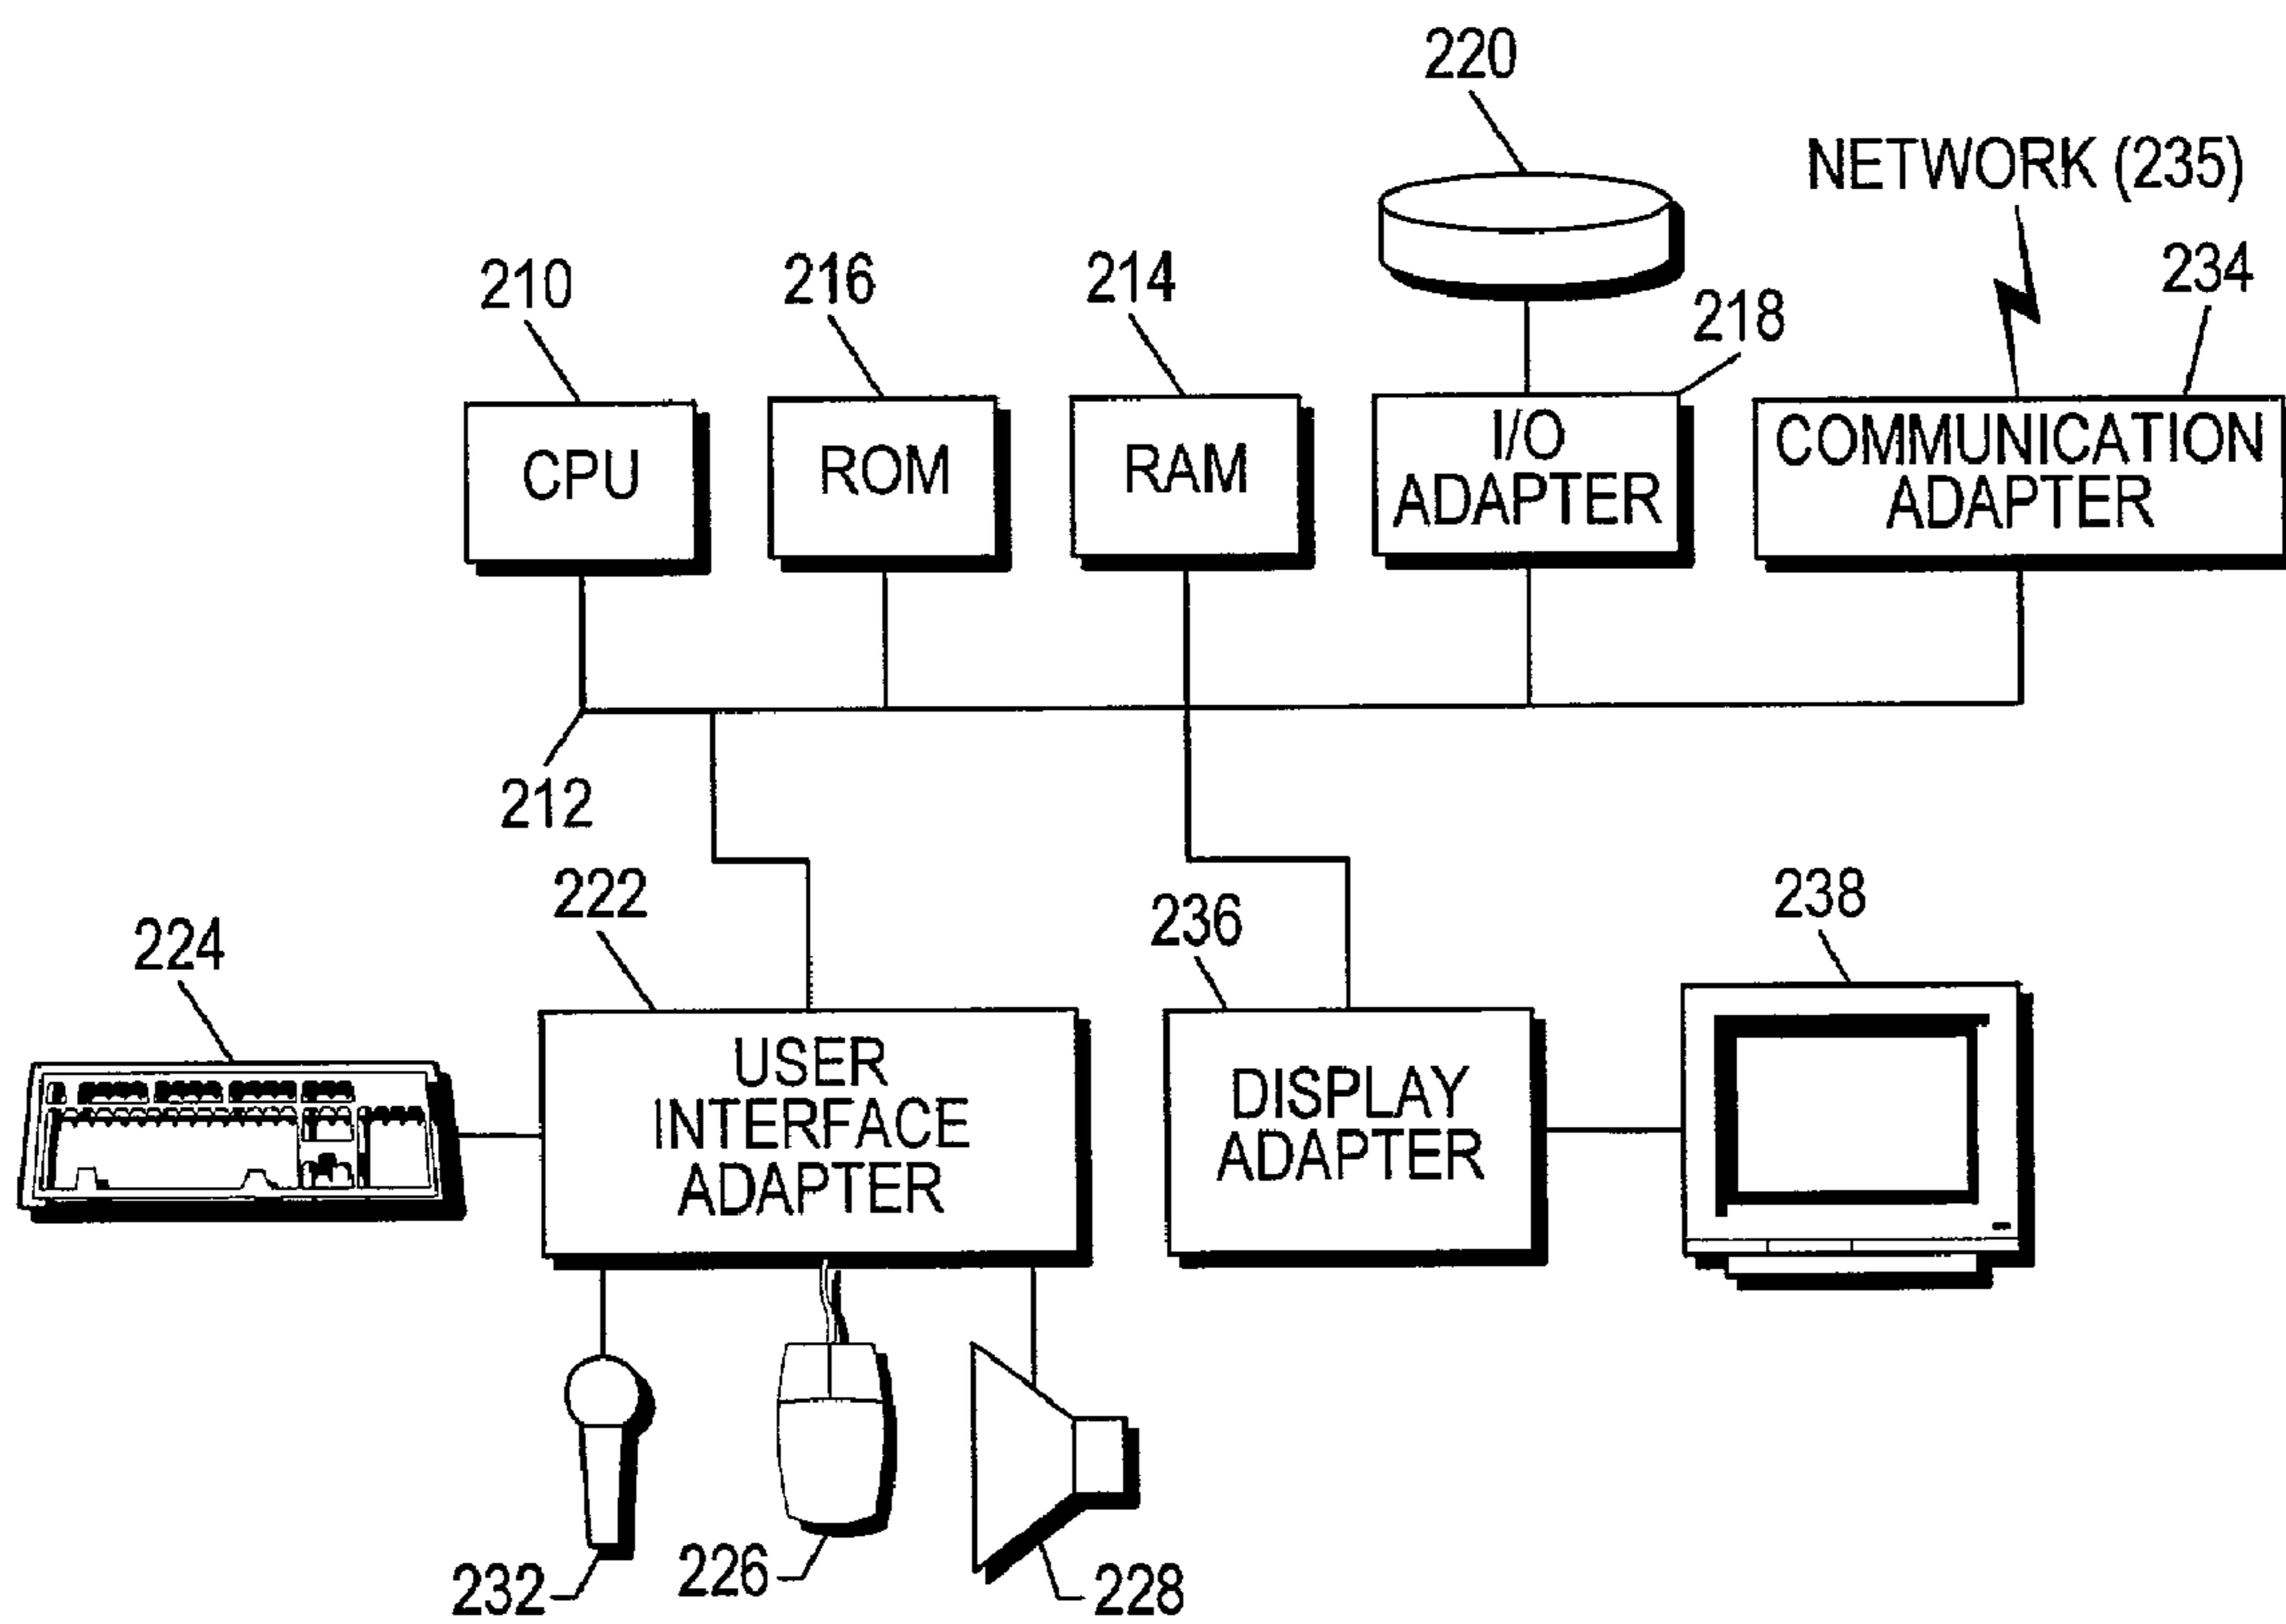 220
NETWORK (235)
210
216
214
218
234
CPU
ROM
RAM
I/O
ADAPTER
COMMUNICATION
ADAPTER
212
222
236
238
224
USER
INTERFACE
ADAPTER
DISPLAY
ADAPTER
232
226
228